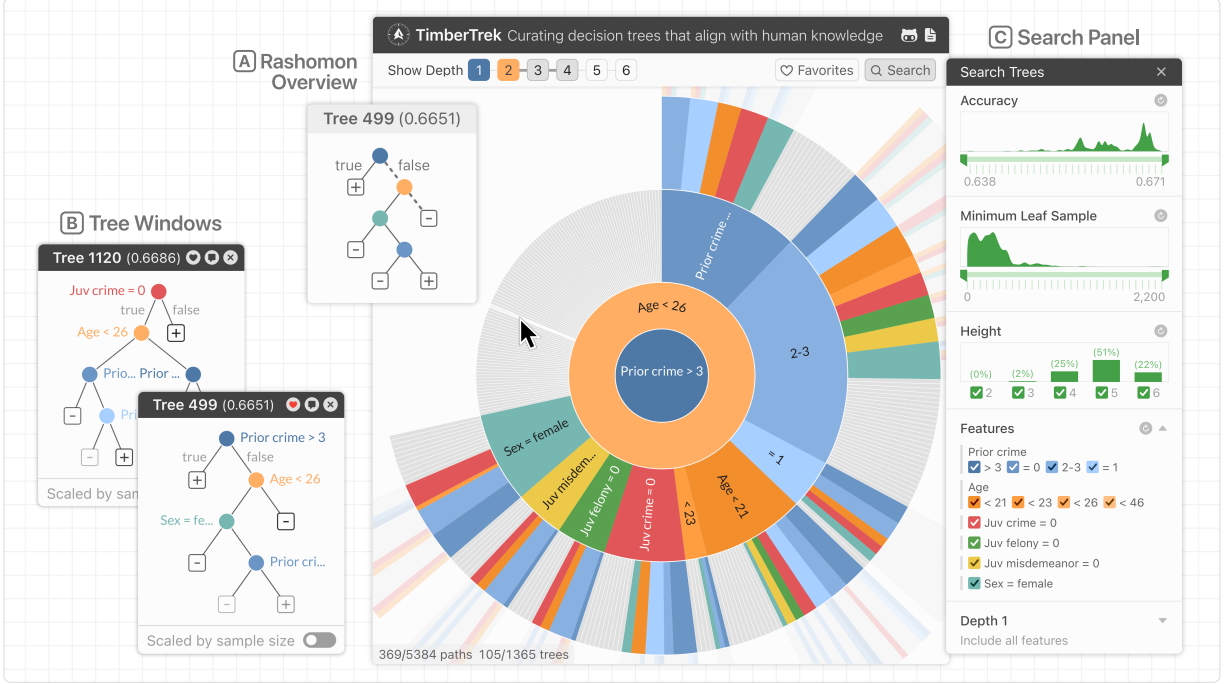 A Rashomon
Overview
TimberTrek Curating decision trees that align with human knowledge
C Search Panel
Show Depth 1 2 3 4 5 6
Favorites
Search
Tree 499 (0.6651)
true
false
+
−
−
−
+
B Tree Windows
Tree 1120 (0.6686)
Juv crime = 0
true
false
Age < 26
+
Prio...
Prior ...
−
Pri
−
+
Scaled by sam
Tree 499 (0.6651)
Prior crime > 3
true
false
+
Age < 26
Sex = fe...
−
−
Prior cri...
−
+
Scaled by sample size
Prior crime ...
Age < 26
2-3
Prior crime > 3
= 1
Age < 21
< 23
Juv crime = 0
Juv felony = 0
Juv misdem...
Sex = female
369/5384 paths 105/1365 trees
Search Trees
Accuracy
0.638
0.671
Minimum Leaf Sample
0
2,200
Height
(0%) (2%) (25%) (51%) (22%)
2 3 4 5 6
Features
Prior crime
> 3 = 0 2-3 = 1
Age
< 21 < 23 < 26 < 46
Juv crime = 0
Juv felony = 0
Juv misdemeanor = 0
Sex = female
Depth 1
Include all features